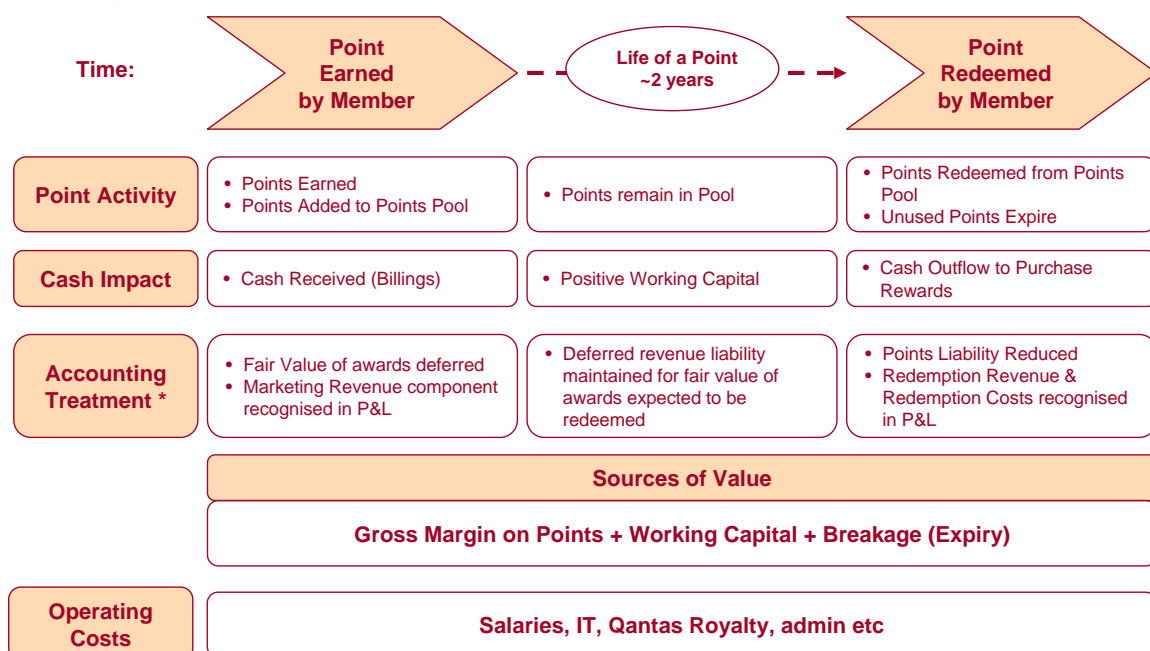 Time:
Point
Earned
by Member
Life of a Point
~2 years
Point
Redeemed
by Member
Point Activity
• Points Earned
• Points Added to Points Pool
• Points remain in Pool
• Points Redeemed from Points
Pool
• Unused Points Expire
Cash Impact
• Cash Received (Billings)
• Positive Working Capital
• Cash Outflow to Purchase
Rewards
Accounting
Treatment *
• Fair Value of awards deferred
• Marketing Revenue component
recognised in P&L
• Deferred revenue liability
maintained for fair value of
awards expected to be
redeemed
• Points Liability Reduced
• Redemption Revenue &
Redemption Costs recognised
in P&L
Sources of Value
Gross Margin on Points + Working Capital + Breakage (Expiry)
Operating
Costs
Salaries, IT, Qantas Royalty, admin etc